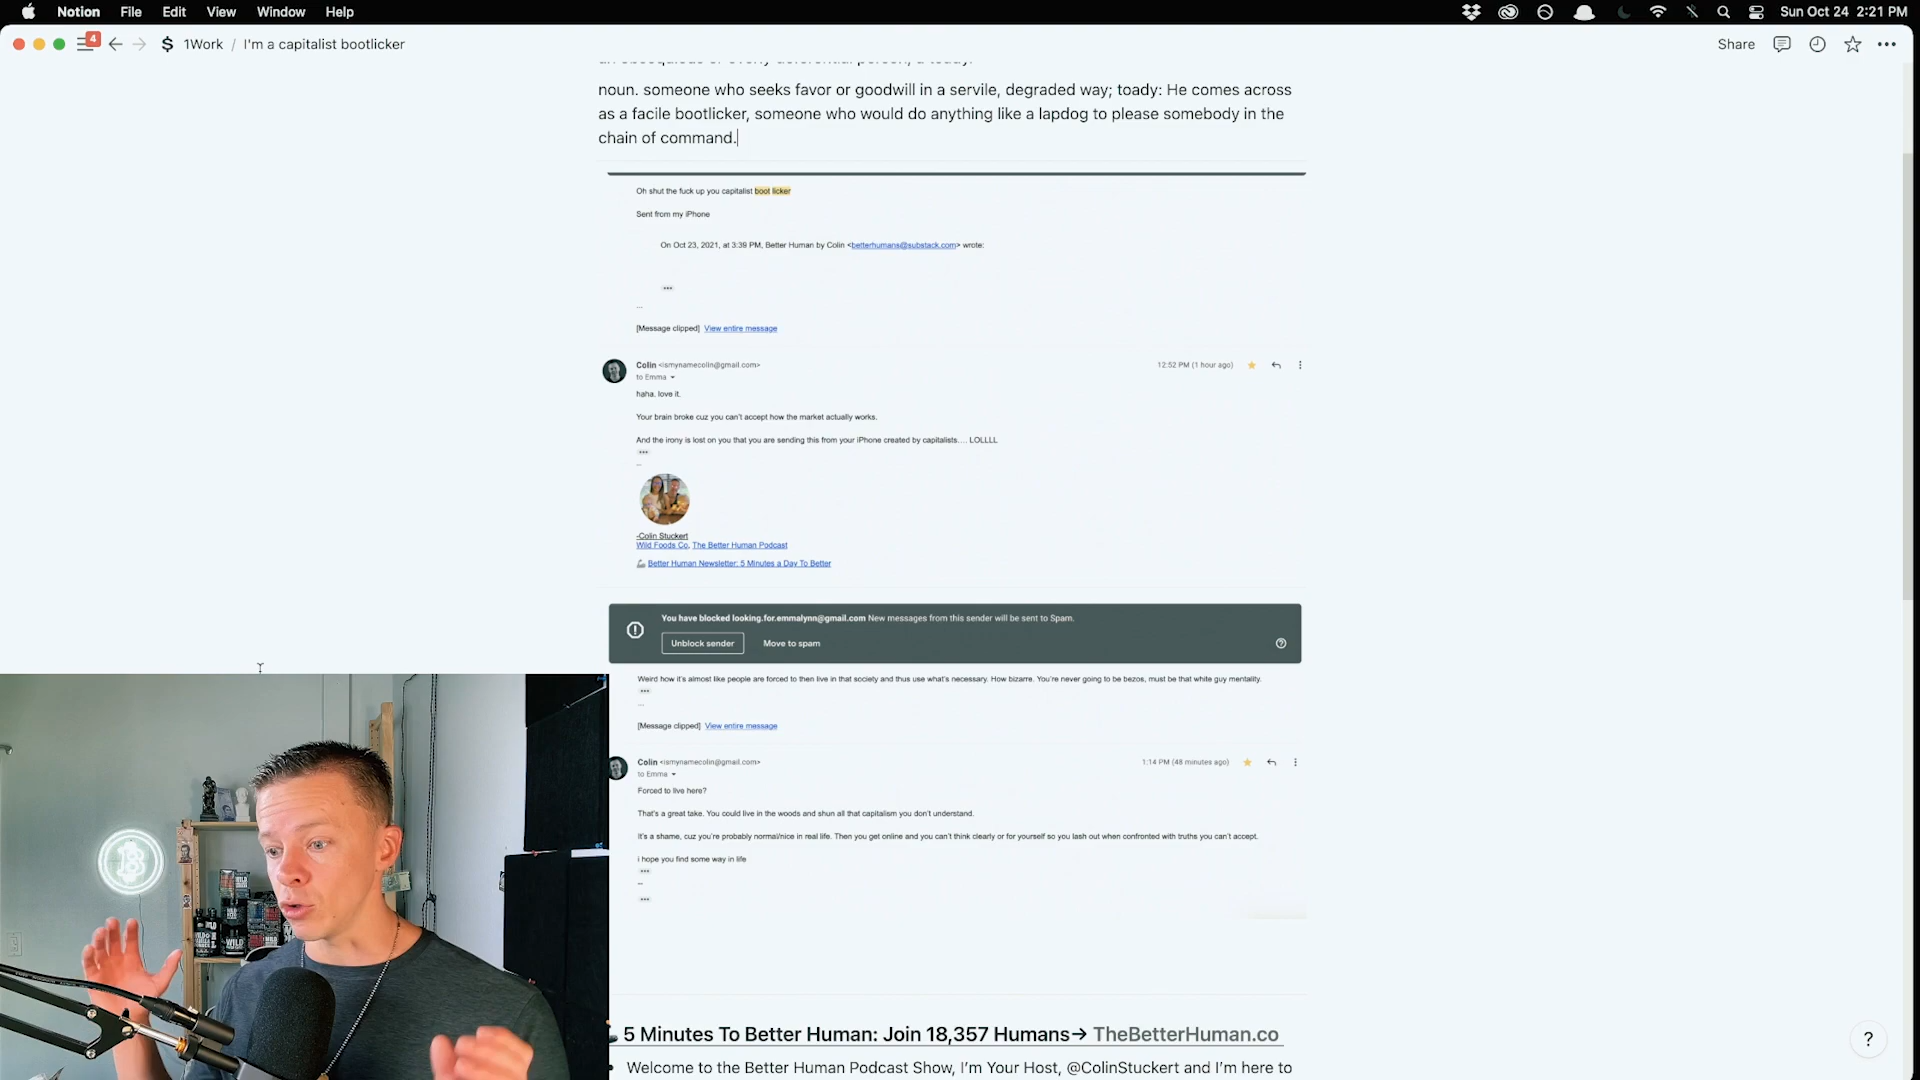 Notion File Edit View Window Help
Sun Oct 24 2:21 PM
4
$ 1Work / I'm a capitalist bootlicker
Share
noun. someone who seeks favor or goodwill in a servile, degraded way; toady: He comes across
as a facile bootlicker, someone who would do anything like a lapdog to please somebody in the
chain of command.
Oh shut the fuck up you capitalist boot licker
Sent from my iPhone
On Oct 23, 2021, at 3:39 PM, Better Human by Colin <betterhumans@substack.com> wrote:
...
[Message clipped] View entire message
Colin <ismynamecolin@gmail.com>
12:52 PM (1 hour ago)
to Emma
haha. love it.
Your brain broke cuz you can't accept how the market actually works.
And the irony is lost on you that you are sending this from your iPhone created by capitalists.... LOLLLL
--
-Colin Stuckert
Wild Foods Co, The Better Human Podcast
Better Human Newsletter: 5 Minutes a Day To Better
You have blocked looking.for.emmalynn@gmail.com New messages from this sender will be sent to Spam.
Unblock sender Move to spam
Weird how it's almost like people are forced to then live in that society and thus use what's necessary. How bizarre. You're never going to be bezos, must be that white guy mentality.
...
[Message clipped] View entire message
Colin <ismynamecolin@gmail.com>
1:14 PM (48 minutes ago)
to Emma
Forced to live here?
That's a great take. You could live in the woods and shun all that capitalism you don't understand.
It's a shame, cuz you're probably normal/nice in real life. Then you get online and you can't think clearly or for yourself so you lash out when confronted with truths you can't accept.
i hope you find some way in life
--
5 Minutes To Better Human: Join 18,357 Humans→ TheBetterHuman.co
Welcome to the Better Human Podcast Show, I'm Your Host, @ColinStuckert and I'm here to
?
WILD